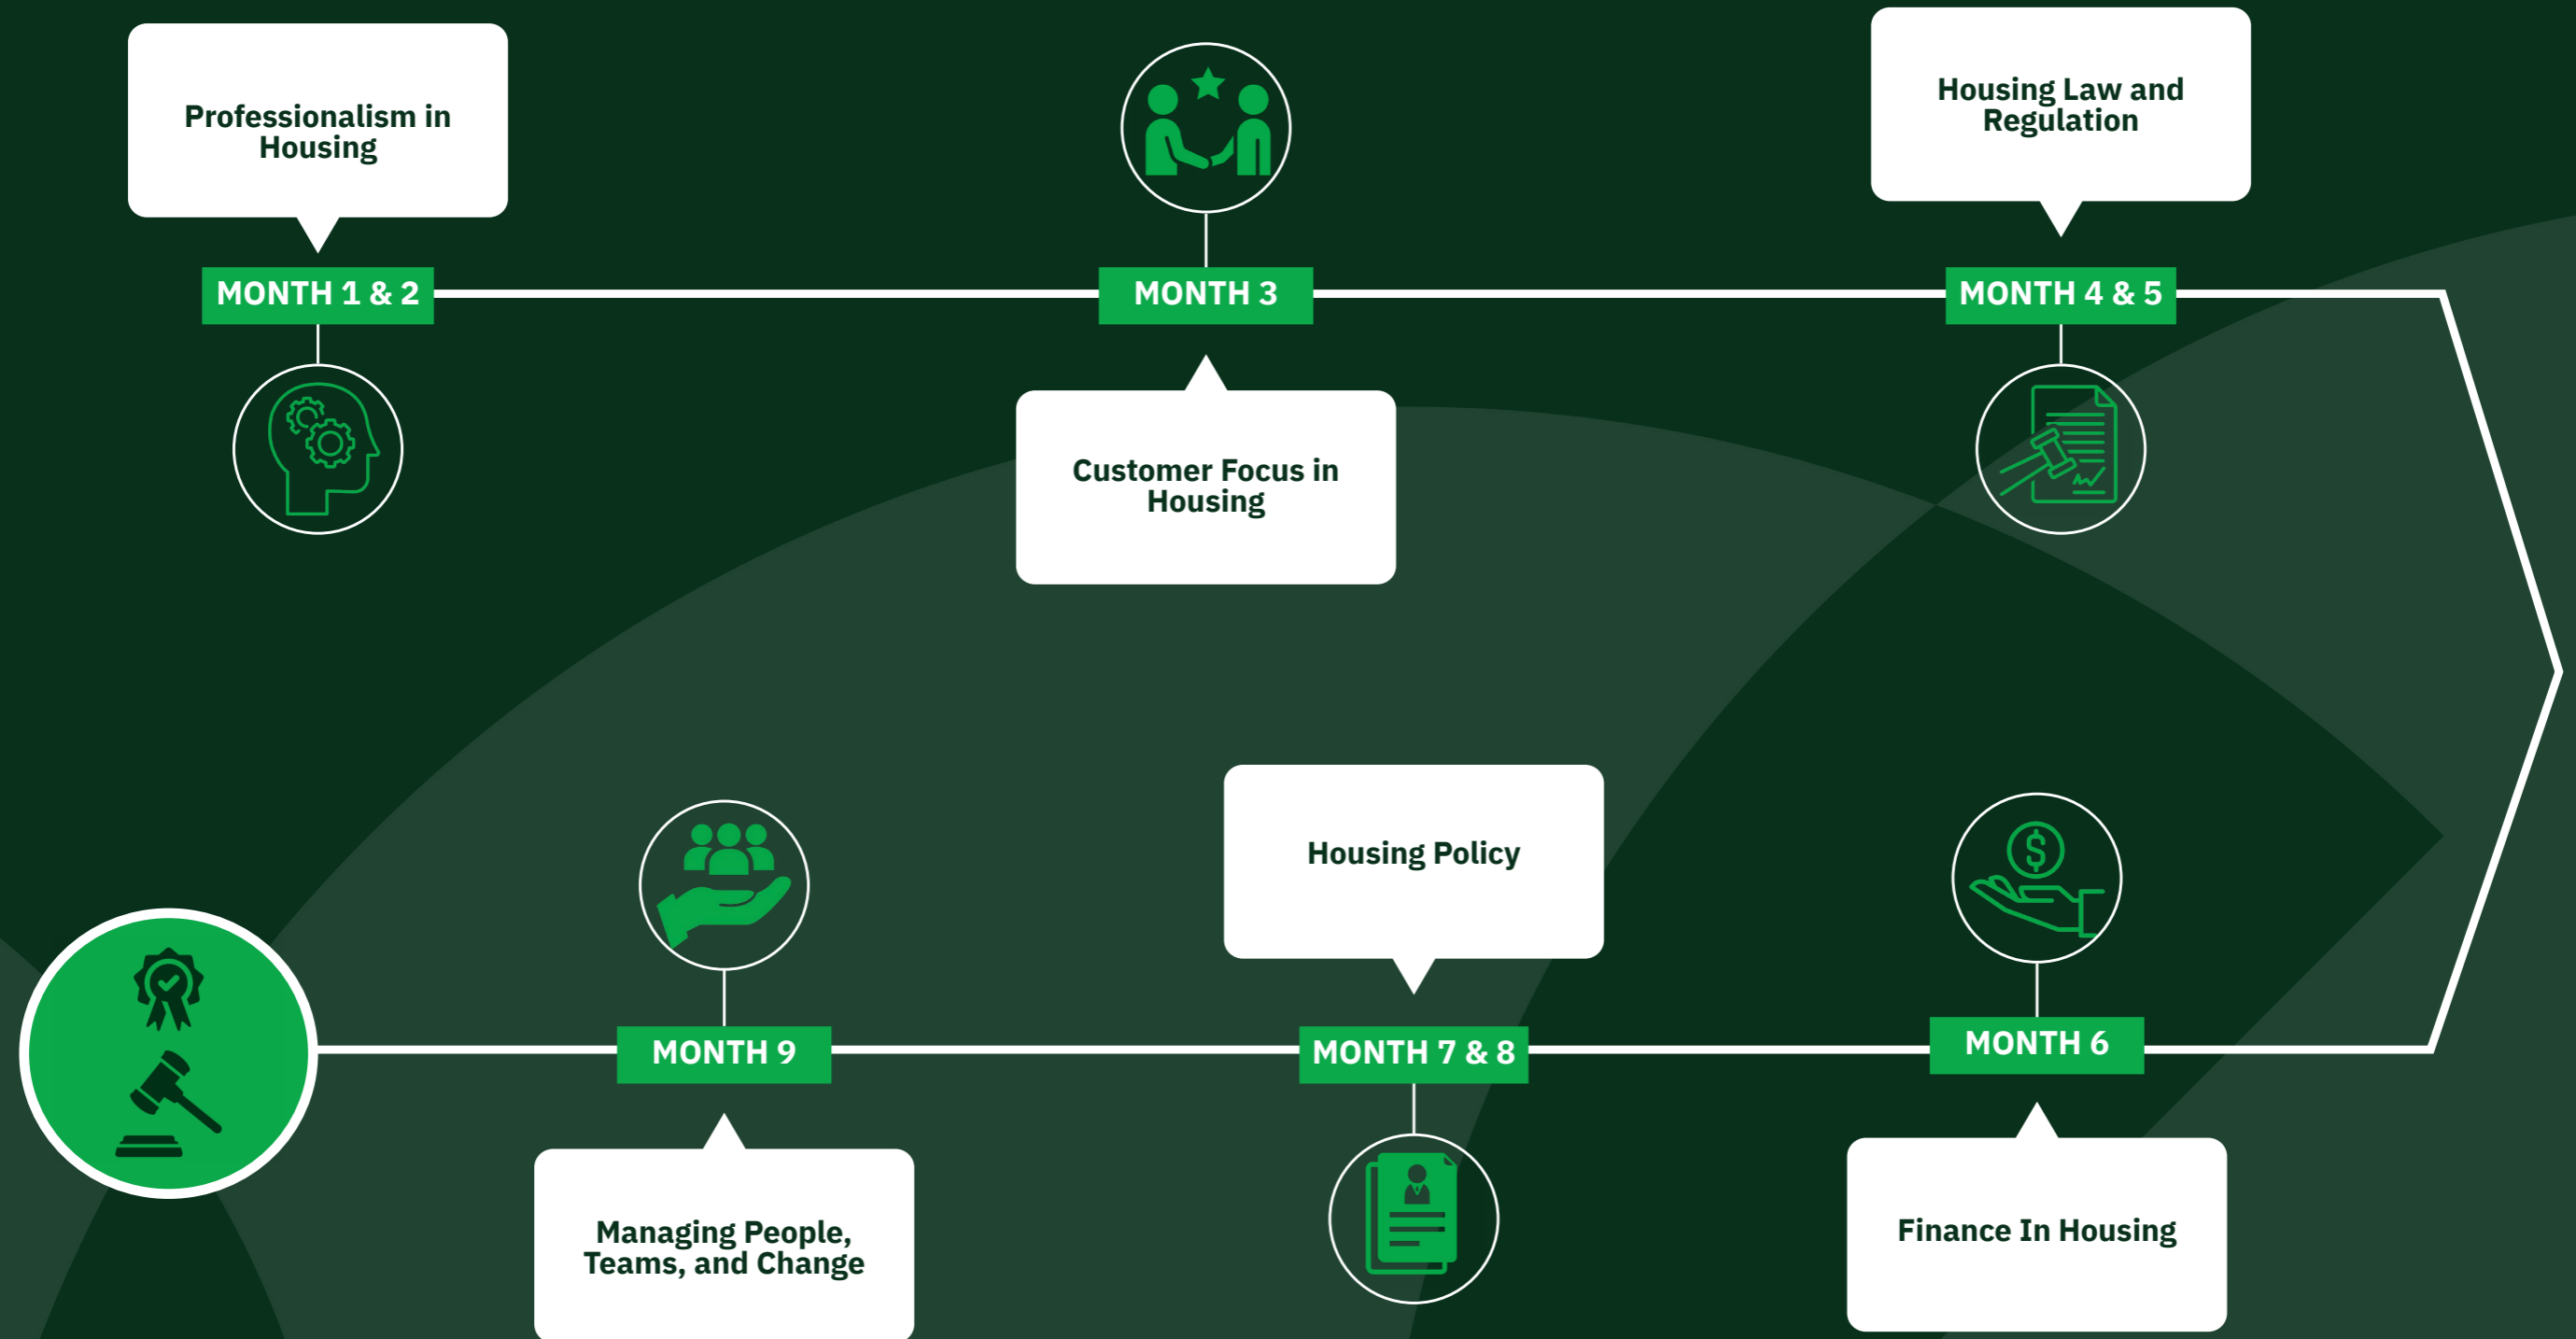 Professionalism in
Housing
MONTH 1 & 2
MONTH 3
Customer Focus in
Housing
Housing Law and
Regulation
MONTH 4 & 5
MONTH 6
Finance In Housing
Housing Policy
MONTH 7 & 8
MONTH 9
Managing People,
Teams, and Change